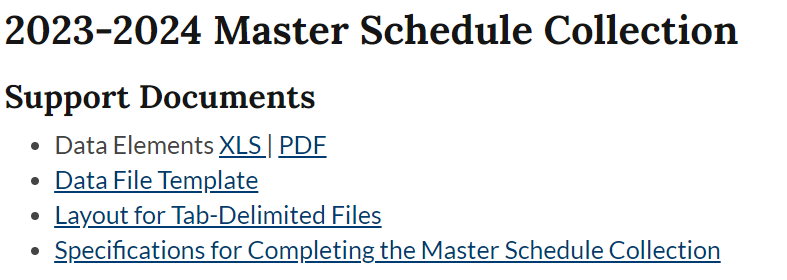 2023-2024 Master Schedule Collection
Support Documents
• Data Elements XLS | PDF
• Data File Template
• Layout for Tab-Delimited Files
• Specifications for Completing the Master Schedule Collection